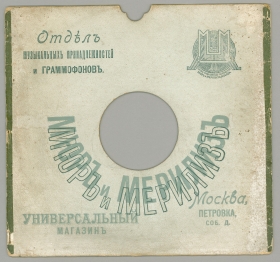 Отдѣлъ
МУЗЫКАЛЬНЫХЪ ПРИНАДЛЕЖНОСТЕЙ
и ГРАММОФОНОВЪ.
МЮРЪ и МЕРИЛИЗЪ
УНИВЕРСАЛЬНЫЙ
МАГАЗИНЪ
Москва,
ПЕТРОВКА,
СОБ. Д.